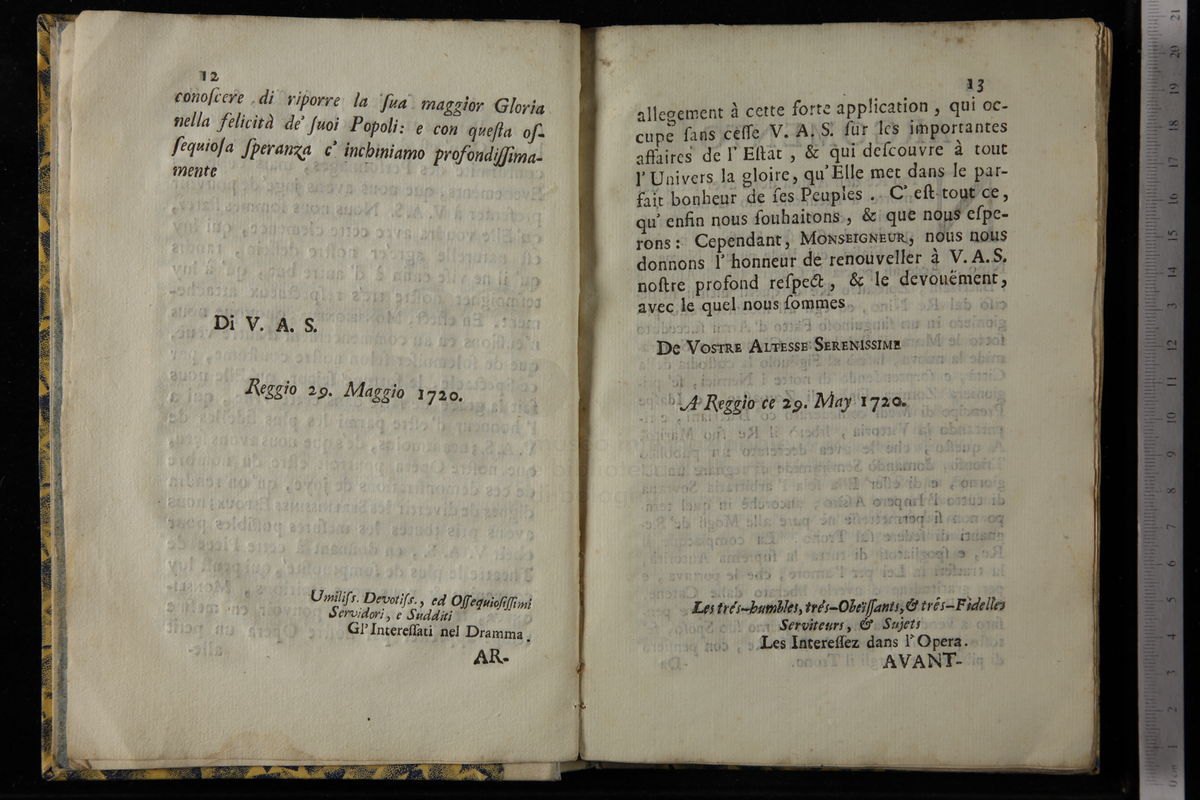 12
conoſcere di riporre la ſua maggior Gloria
nella felicità de' ſuoi Popoli: e con queſta oſ-
ſequioſa ſperanza c' inchiniamo profondiſſima-
mente
Di V. A. S.
Reggio 29. Maggio 1720.
Umiliſs. Devotiſs., ed Oſſequioſiſſimi
Servidori, e Sudditi
Gl' Intereſſati nel Dramma.
AR-
13
allegement à cette forte application, qui oc-
cupe ſans ceſſe V. A. S. ſur les importantes
affaires de l' Eſtat, & qui deſcouvre à tout
l' Univers la gloire, qu' Elle met dans le par-
fait bonheur de ſes Peuples. C' eſt tout ce,
qu' enfin nous ſouhaitons, & que nous eſpe-
rons: Cependant, MONSEIGNEUR, nous nous
donnons l' honneur de renouveller à V. A. S.
noſtre profond reſpect, & le devouëment,
avec le quel nous ſommes
De VOSTRE ALTESSE SERENISSIME
A Reggio ce 29. May 1720.
Les trés-humbles, trés-Obeïſſants, & trés-Fidelles
Serviteurs, & Sujets
Les Intereſſez dans l' Opera.
AVANT-